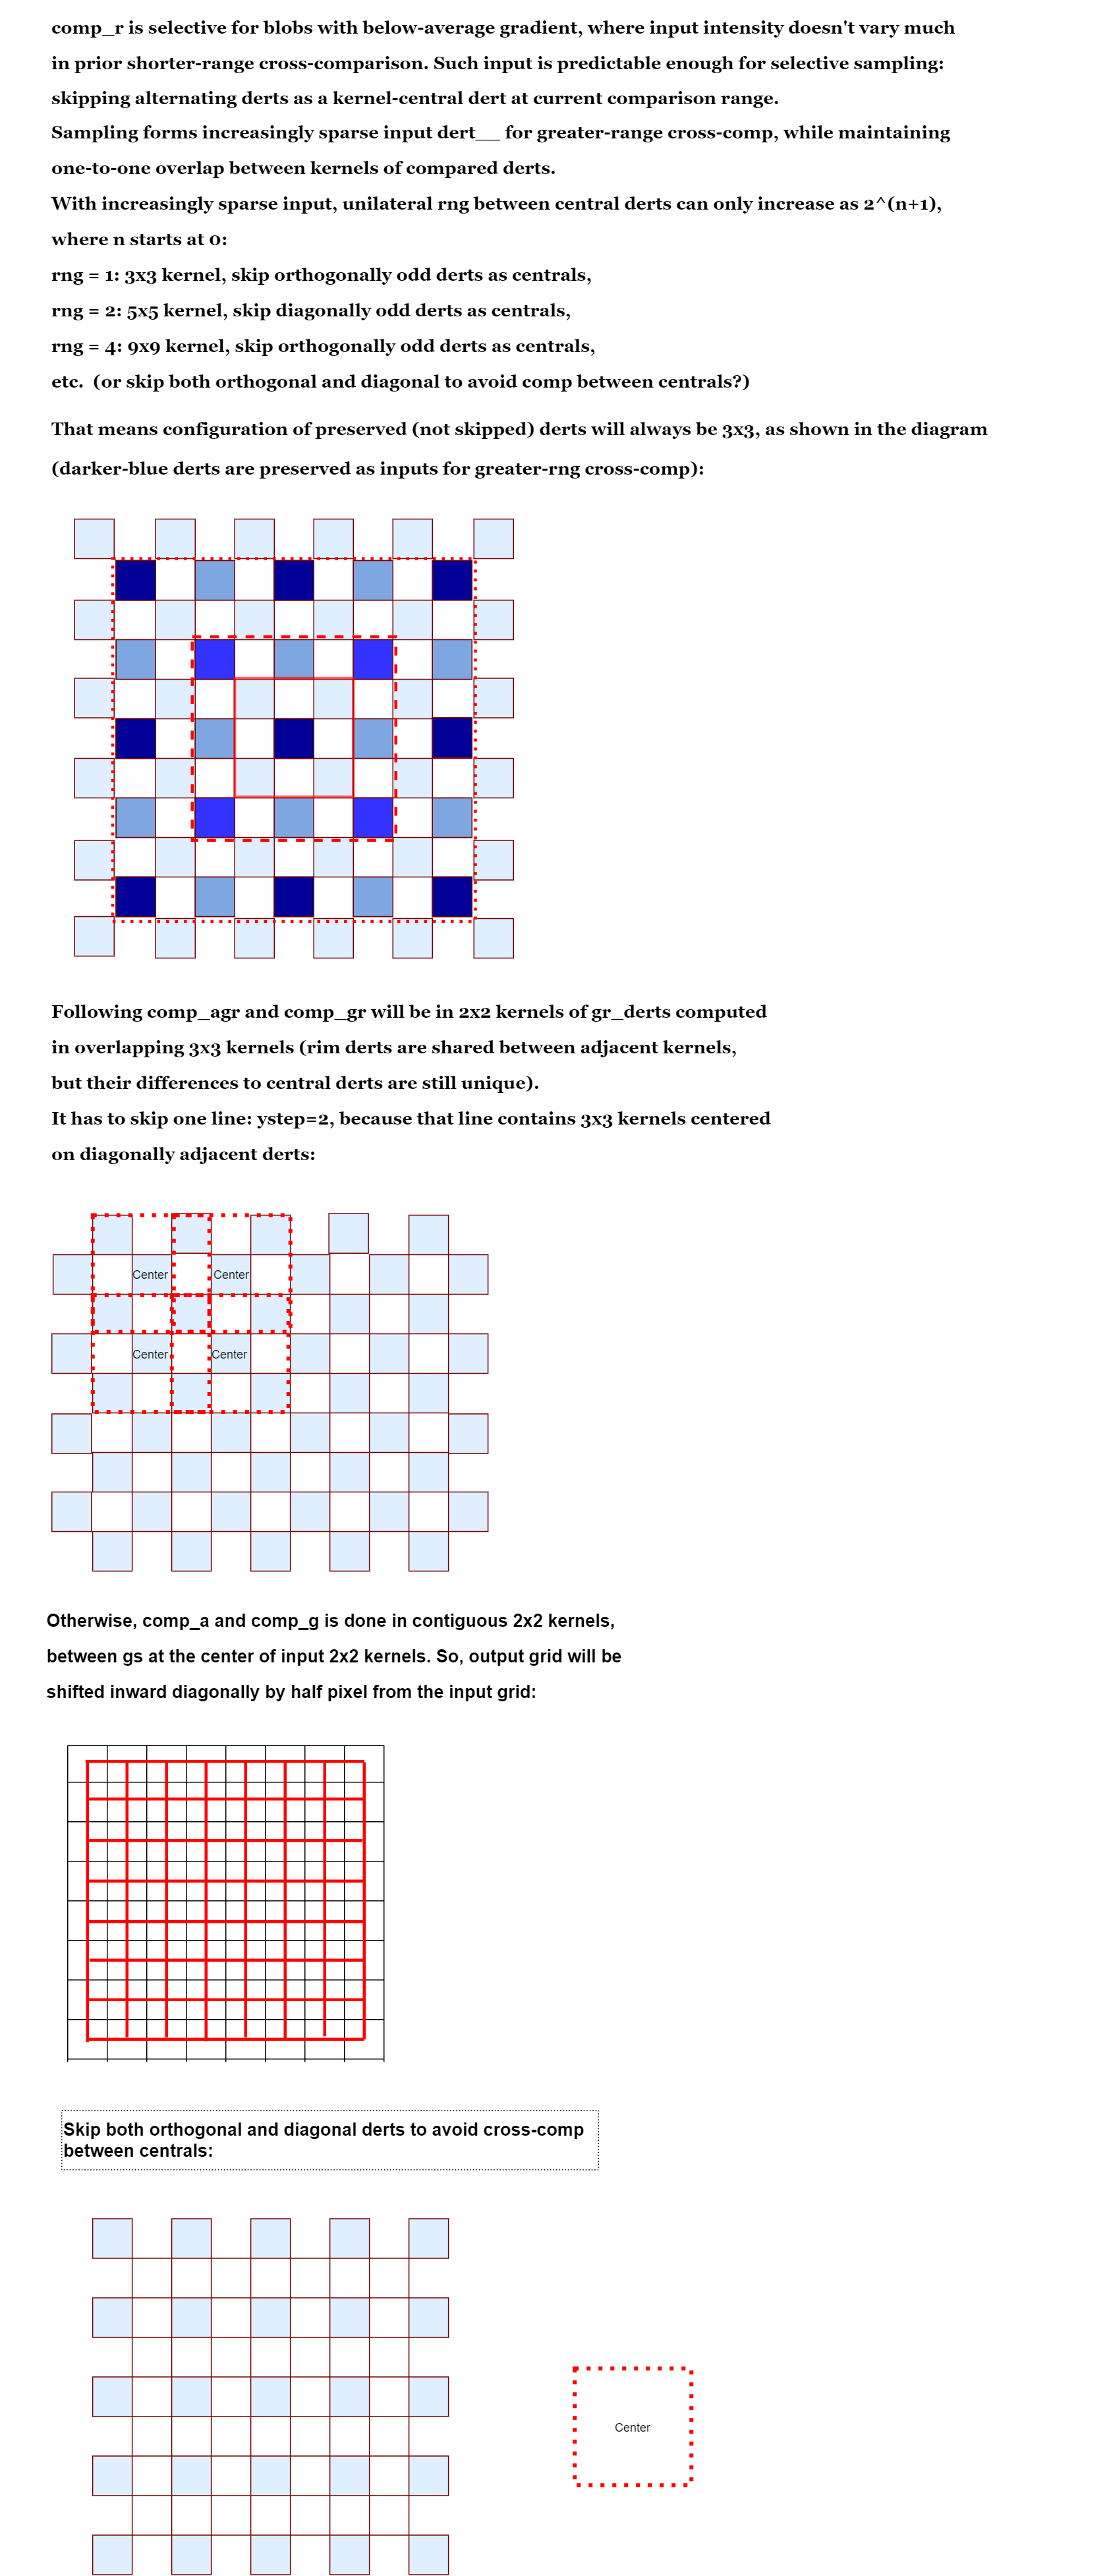 comp_r is selective for blobs with below-average gradient, where input intensity doesn't vary much
in prior shorter-range cross-comparison. Such input is predictable enough for selective sampling:
skipping alternating derts as a kernel-central dert at current comparison range.
Sampling forms increasingly sparse input dert__ for greater-range cross-comp, while maintaining
one-to-one overlap between kernels of compared derts.
With increasingly sparse input, unilateral rng between central derts can only increase as 2^(n+1),
where n starts at 0:
rng = 1: 3x3 kernel, skip orthogonally odd derts as centrals,
rng = 2: 5x5 kernel, skip diagonally odd derts as centrals,
rng = 4: 9x9 kernel, skip orthogonally odd derts as centrals,
etc.  (or skip both orthogonal and diagonal to avoid comp between centrals?)
That means configuration of preserved (not skipped) derts will always be 3x3, as shown in the diagram
(darker-blue derts are preserved as inputs for greater-rng cross-comp):
Following comp_agr and comp_gr will be in 2x2 kernels of gr_derts computed
in overlapping 3x3 kernels (rim derts are shared between adjacent kernels,
but their differences to central derts are still unique).
It has to skip one line: ystep=2, because that line contains 3x3 kernels centered
on diagonally adjacent derts:
Center Center
Center Center
Otherwise, comp_a and comp_g is done in contiguous 2x2 kernels,
between gs at the center of input 2x2 kernels. So, output grid will be
shifted inward diagonally by half pixel from the input grid:
Skip both orthogonal and diagonal derts to avoid cross-comp
between centrals:
Center